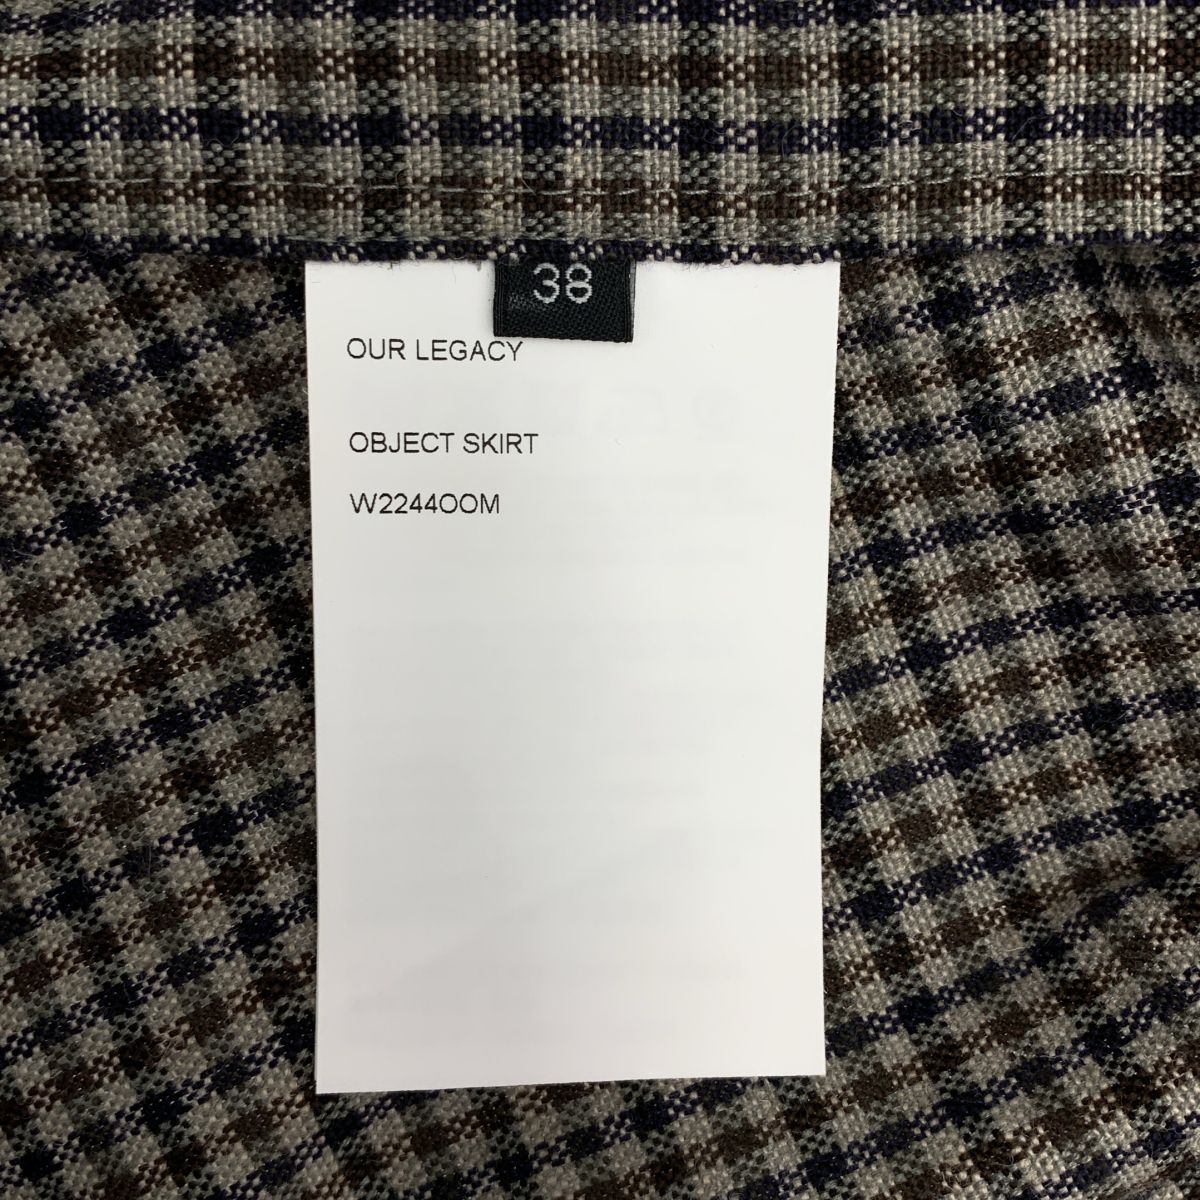 38
OUR LEGACY
OBJECT SKIRT
W2244OOM